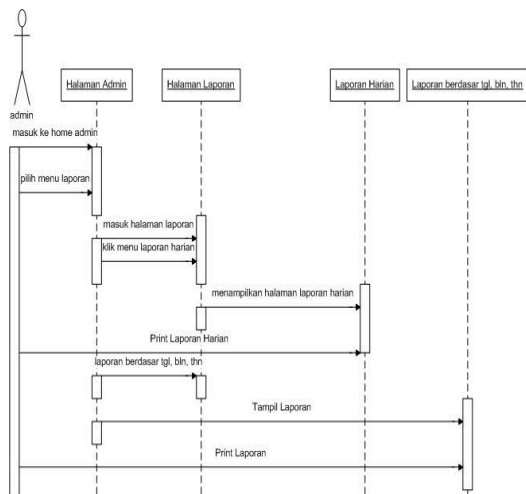 Halaman Admin
Halaman Laporan
Laporan Harian
Laporan berdasar tgl, bln, thn
admin
masuk ke home admin
pilih menu laporan
masuk halaman laporan
klik menu laporan harian
menampilkan halaman laporan harian
Print Laporan Harian
laporan berdasar tgl, bln, thn
Tampil Laporan
Print Laporan